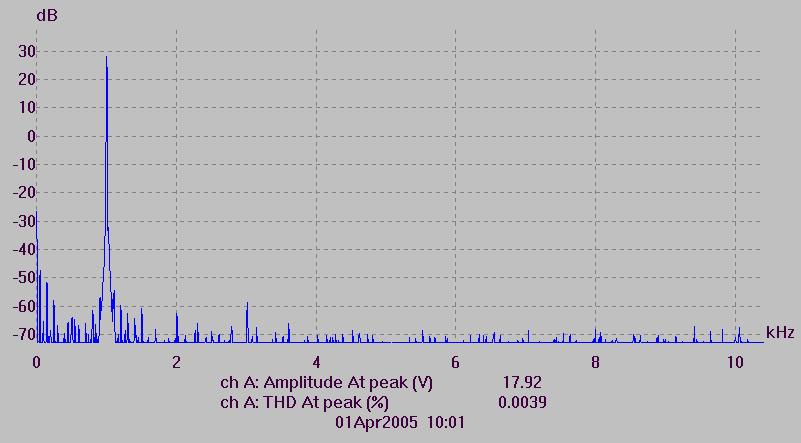 dB
30
20
10
0
-10
-20
-30
-40
-50
-60
-70
kHz
0 2 4 6 8 10
ch A: Amplitude At peak (V) 17.92
ch A: THD At peak (%) 0.0039
01Apr2005 10:01